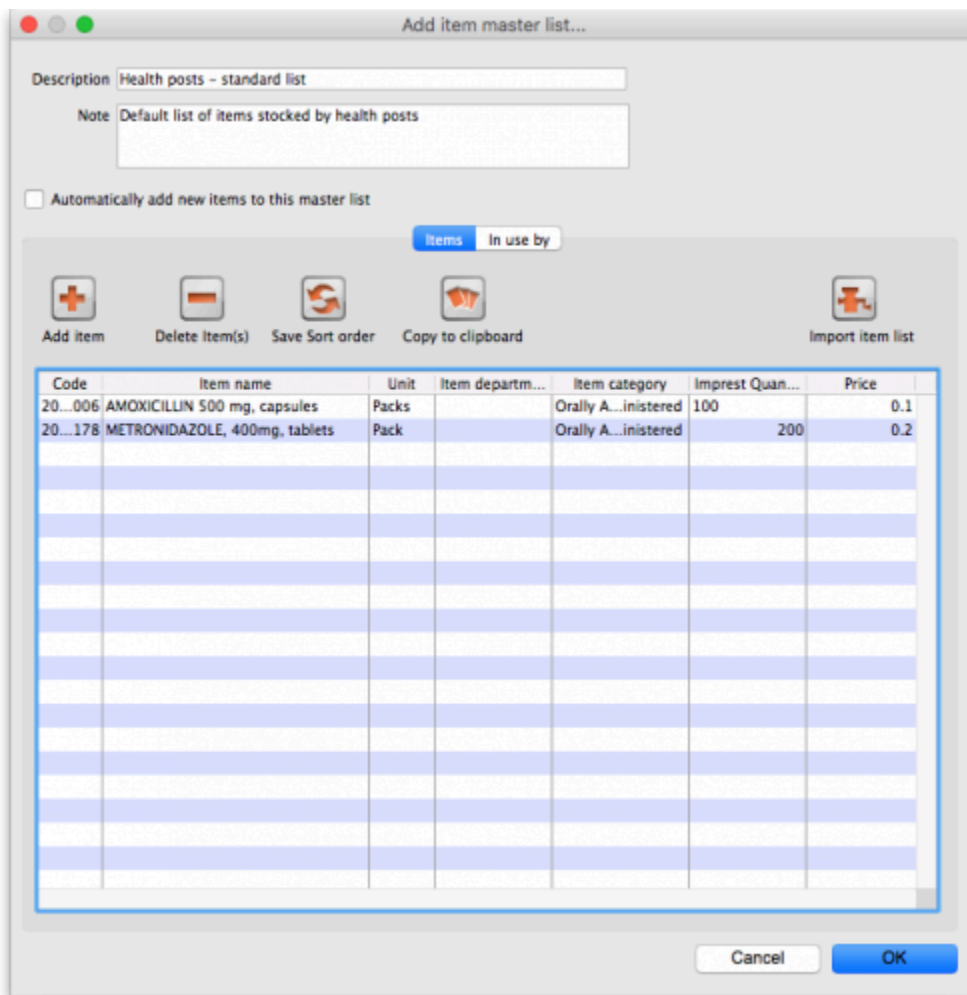 Add item master list...
Description Health posts - standard list
Note Default list of items stocked by health posts
Automatically add new items to this master list
Items In use by
Add item Delete Item(s) Save Sort order Copy to clipboard Import item list
Code Item name Unit Item departm... Item category Imprest Quan... Price
20...006 AMOXICILLIN 500 mg, capsules Packs Orally A...inistered 100 0.1
20...178 METRONIDAZOLE, 400mg, tablets Pack Orally A...inistered 200 0.2
Cancel OK